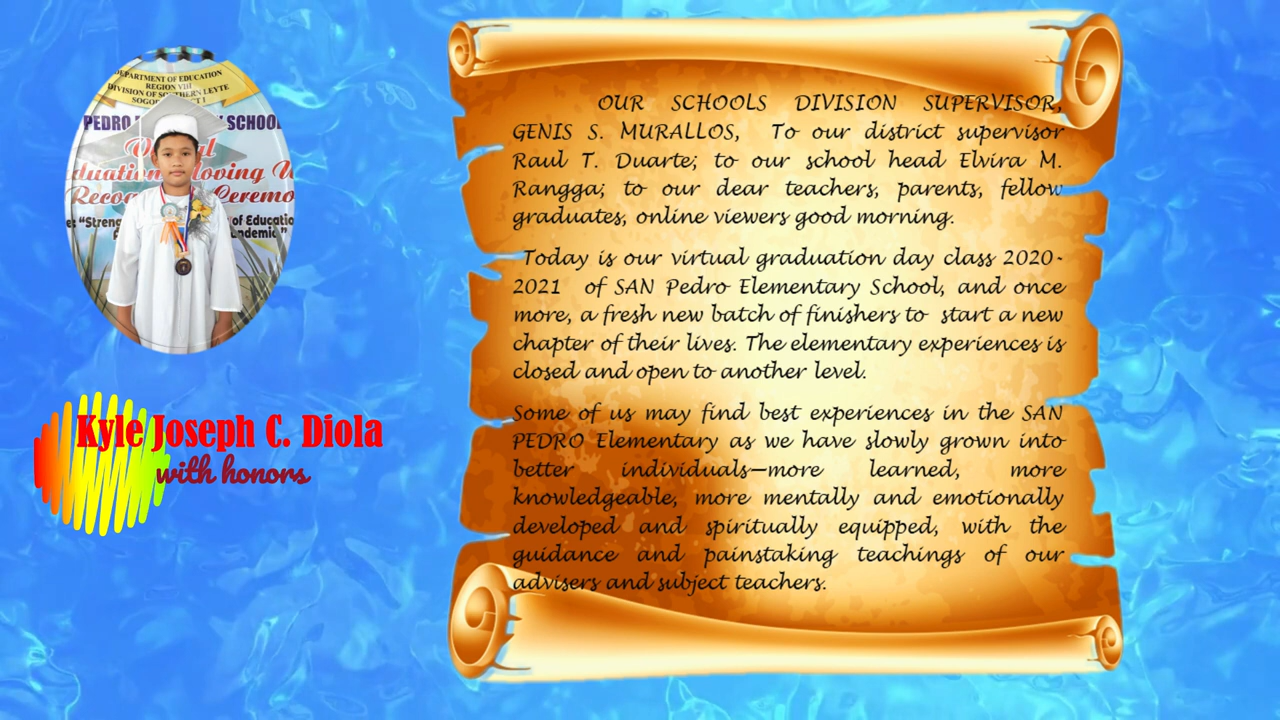 DEPARTMENT OF EDUCATION
REGION VIII
DIVISION OF SOUTHERN LEYTE
PEDRO
SCHOOL
"Streng
of Education
Kyle Joseph C. Diola
with honors
OUR SCHOOLS DIVISION SUPERVISOR,
GENIS S. MURALLOS, To our district supervisor
Raul T. Duarte; to our school head Elvira M.
Rangga; to our dear teachers, parents, fellow
graduates, online viewers good morning.
Today is our virtual graduation day class 2020-
2021 of SAN Pedro Elementary School, and once
more, a fresh new batch of finishers to start a new
chapter of their lives. The elementary experiences is
closed and open to another level.
Some of us may find best experiences in the SAN
PEDRO Elementary as we have slowly grown into
better individuals—more learned, more
knowledgeable, more mentally and emotionally
developed and spiritually equipped, with the
guidance and painstaking teachings of our
advisers and subject teachers.